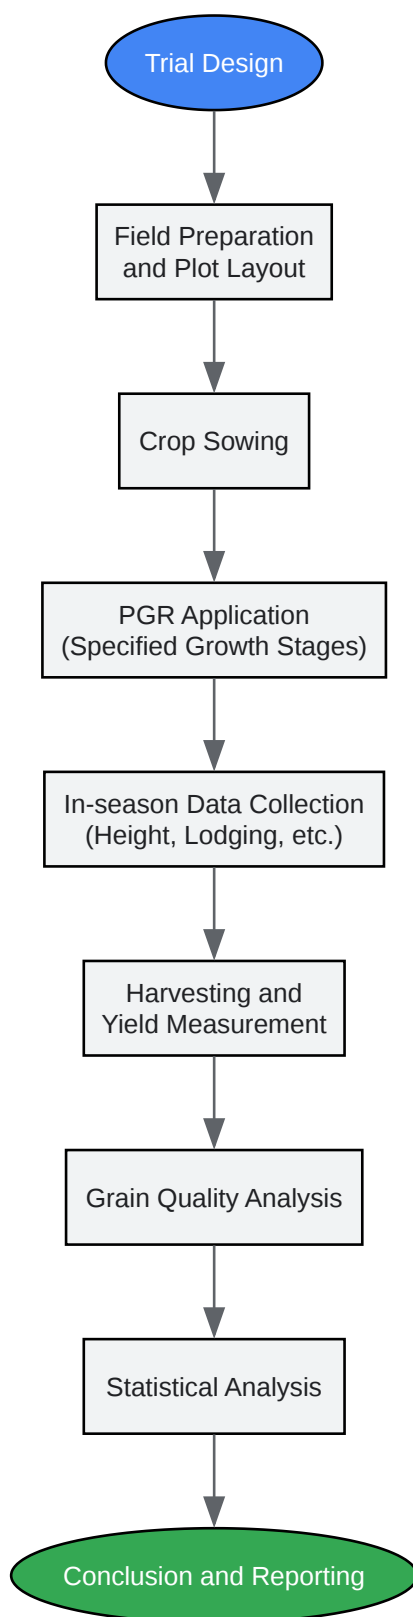 Trial Design
Field Preparation
and Plot Layout
Crop Sowing
PGR Application
(Specified Growth Stages)
In-season Data Collection
(Height, Lodging, etc.)
Harvesting and
Yield Measurement
Grain Quality Analysis
Statistical Analysis
Conclusion and Reporting